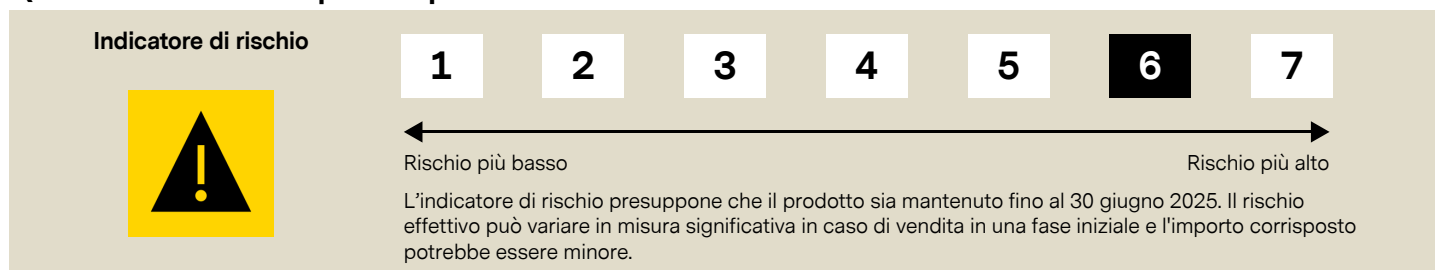 Indicatore di rischio
1 2 3 4 5 6 7
Rischio più basso Rischio più alto
L'indicatore di rischio presuppone che il prodotto sia mantenuto fino al 30 giugno 2025. Il rischio
effettivo può variare in misura significativa in caso di vendita in una fase iniziale e l'importo corrisposto
potrebbe essere minore.